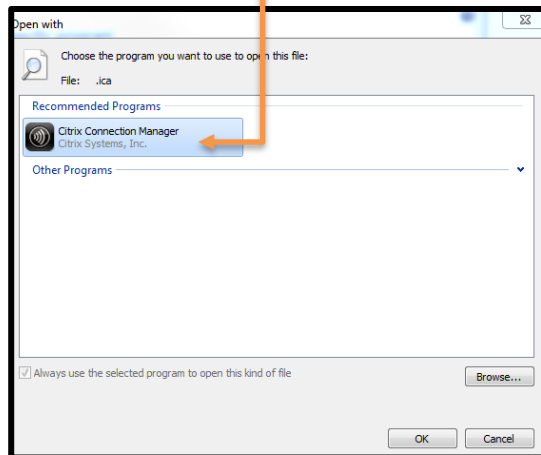 Open with
Choose the program you want to use to open this file:
File: .ica
Recommended Programs
Citrix Connection Manager
Citrix Systems, Inc.
Other Programs
Always use the selected program to open this kind of file
Browse...
OK
Cancel